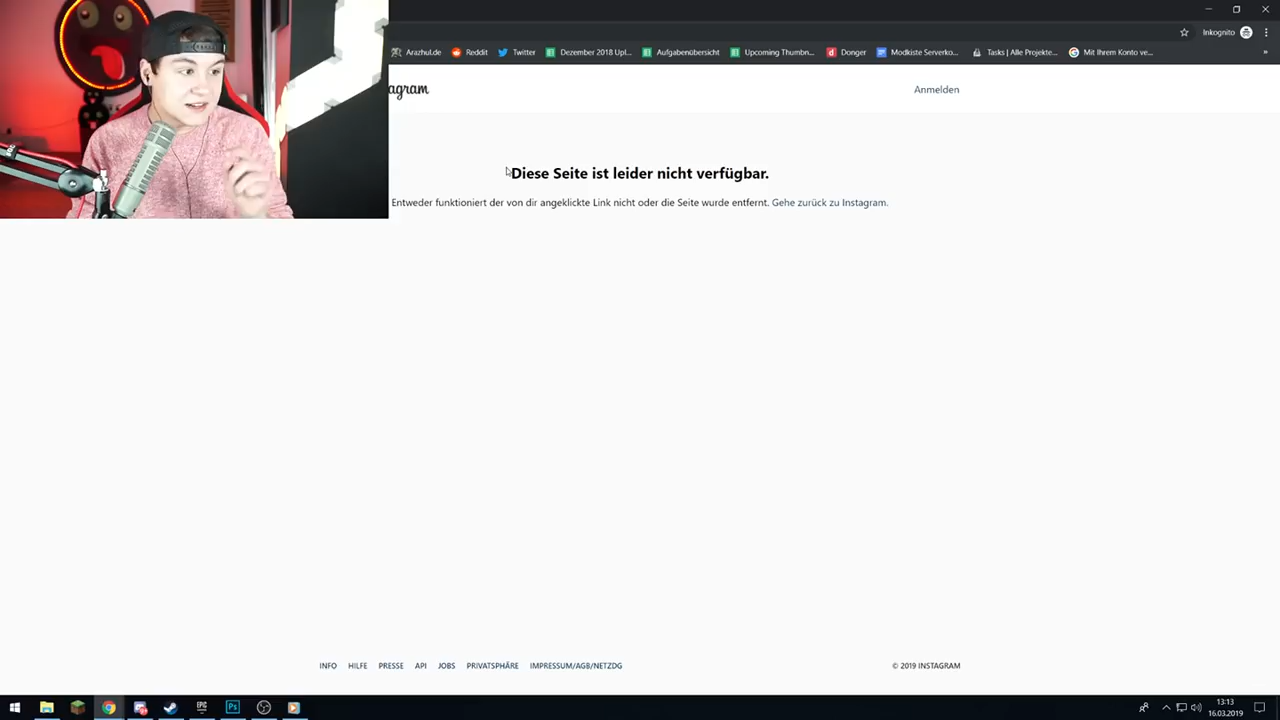 Inkognito
Arazhul.de Reddit Twitter Dezember 2018 Upl... Aufgabenübersicht Upcoming Thumbn... Donger Modkiste Serverko... Tasks | Alle Projekte... Mit Ihrem Konto ve... »
agram Anmelden
Diese Seite ist leider nicht verfügbar.
Entweder funktioniert der von dir angeklickte Link nicht oder die Seite wurde entfernt. Gehe zurück zu Instagram.
INFO HILFE PRESSE API JOBS PRIVATSPHÄRE IMPRESSUM/AGB/NETZDG © 2019 INSTAGRAM
EPIC Ps 13:13
16.03.2019